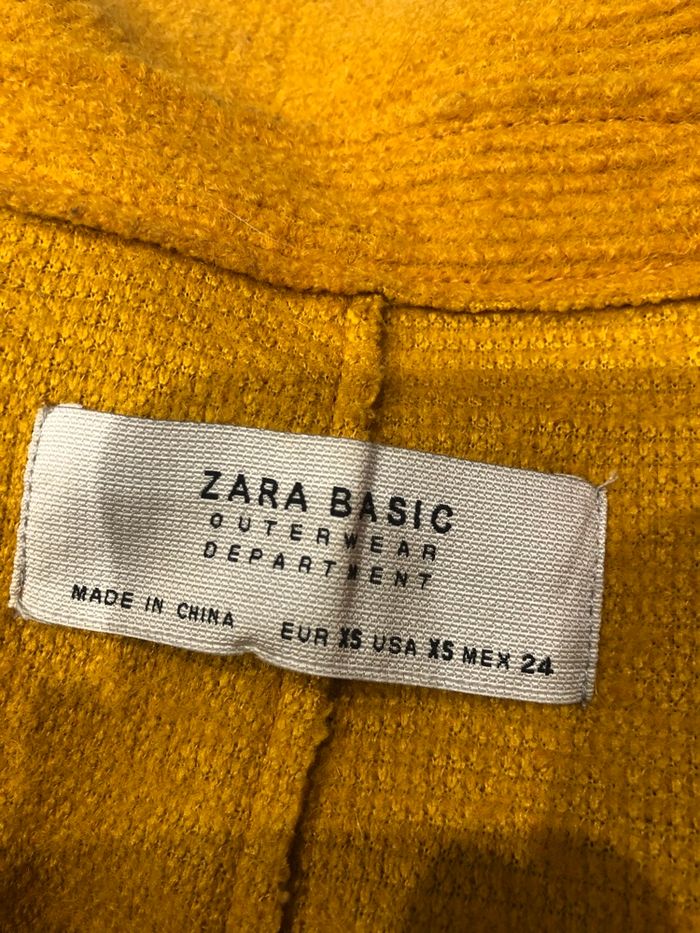 ZARA BASIC
OUTERWEAR
DEPARTMENT
MADE IN CHINA EUR XS USA XS MEX 24